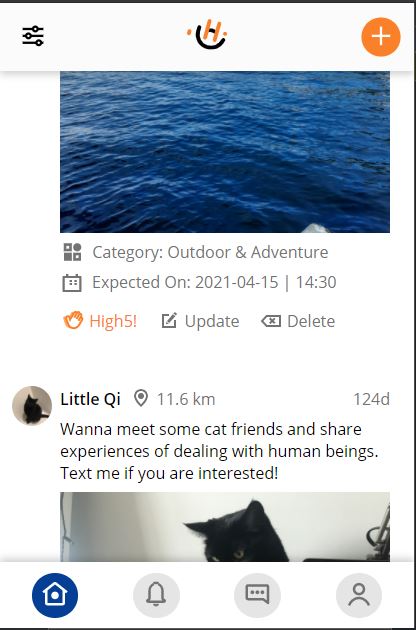 Category: Outdoor & Adventure
Expected On: 2021-04-15 | 14:30
High5! Update Delete
Little Qi 11.6 km 124d
Wanna meet some cat friends and share
experiences of dealing with human beings.
Text me if you are interested!